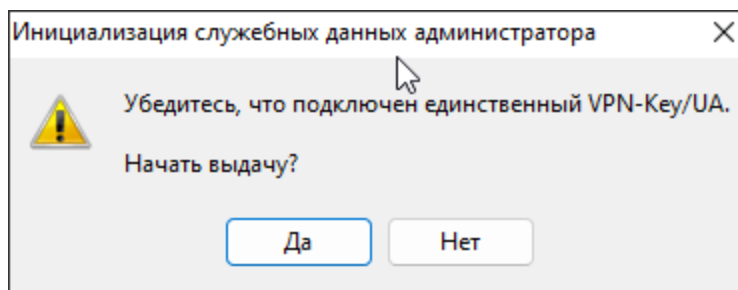 Инициализация служебных данных администратора
Убедитесь, что подключен единственный VPN-Key/UA.
Начать выдачу?
Да
Нет